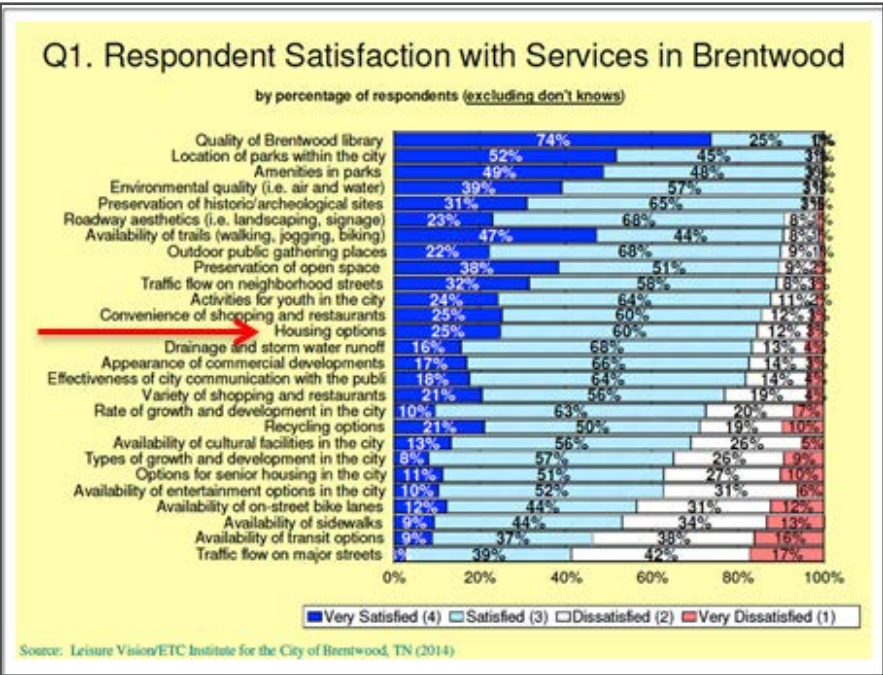 Q1. Respondent Satisfaction with Services in Brentwood
by percentage of respondents (excluding don't knows)
Quality of Brentwood library 74% 25%
Location of parks within the city 52% 45%
Amenities in parks 49% 48%
Environmental quality (i.e. air and water) 39% 57%
Preservation of historic/archeological sites 31% 65%
Roadway aesthetics (i.e. landscaping, signage) 23% 68% 8%
Availability of trails (walking, jogging, biking) 47% 44% 8%
Outdoor public gathering places 22% 68% 9%
Preservation of open space 38% 51% 9%
Traffic flow on neighborhood streets 32% 58% 8%
Activities for youth in the city 24% 64% 11%
Convenience of shopping and restaurants 25% 60% 12%
Housing options 25% 60% 12%
Drainage and storm water runoff 16% 68% 13% 4%
Appearance of commercial developments 17% 66% 14%
Effectiveness of city communication with the publi 18% 64% 14% 4%
Variety of shopping and restaurants 21% 56% 19% 4%
Rate of growth and development in the city 10% 63% 20% 7%
Recycling options 21% 50% 19% 10%
Availability of cultural facilities in the city 13% 56% 26% 5%
Types of growth and development in the city 8% 57% 26% 9%
Options for senior housing in the city 11% 51% 27% 10%
Availability of entertainment options in the city 10% 52% 31% 6%
Availability of on-street bike lanes 12% 44% 31% 12%
Availability of sidewalks 9% 44% 34% 13%
Availability of transit options 9% 37% 38% 16%
Traffic flow on major streets 39% 42% 17%
0% 20% 40% 60% 80% 100%
Very Satisfied (4) Satisfied (3) Dissatisfied (2) Very Dissatisfied (1)
Source: Leisure Vision/ETC Institute for the City of Brentwood, TN (2014)